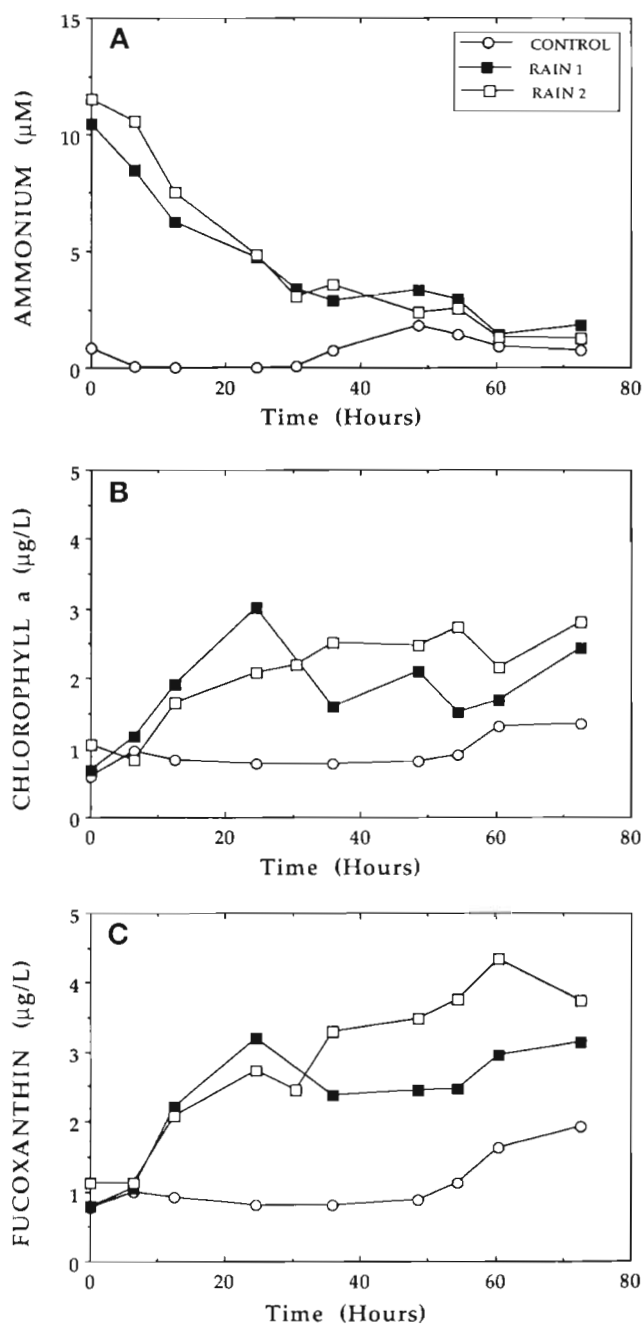 A
CONTROL
RAIN 1
RAIN 2
15
10
5
0
AMMONIUM (µM)
0 20 40 60 80
Time (Hours)
B
5
4
3
2
1
0
CHLOROPHYLL a (µg/L)
0 20 40 60 80
Time (Hours)
C
5
4
3
2
1
0
FUCOXANTHIN (µg/L)
0 20 40 60 80
Time (Hours)